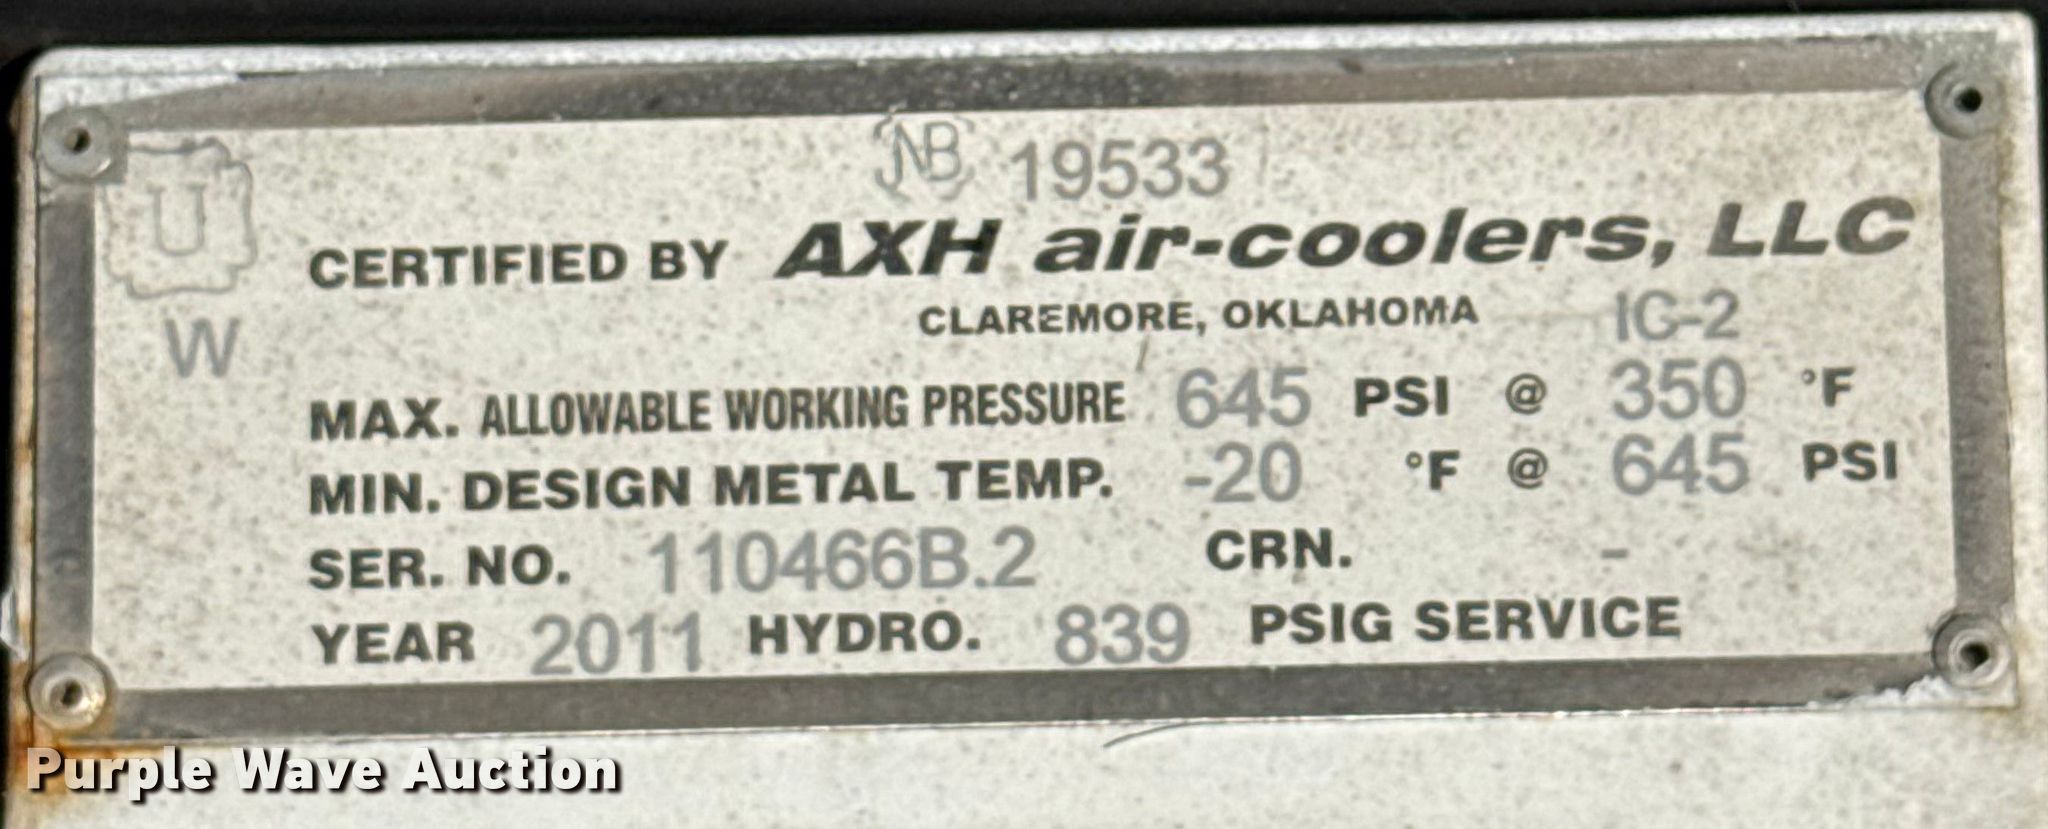 NB 19533
U
CERTIFIED BY AXH air-coolers, LLC
W
CLAREMORE, OKLAHOMA IC-2
MAX. ALLOWABLE WORKING PRESSURE 645 PSI @ 350 °F
MIN. DESIGN METAL TEMP. -20 °F @ 645 PSI
SER. NO. 110466B.2 CRN. -
YEAR 2011 HYDRO. 839 PSIG SERVICE
Purple Wave Auction